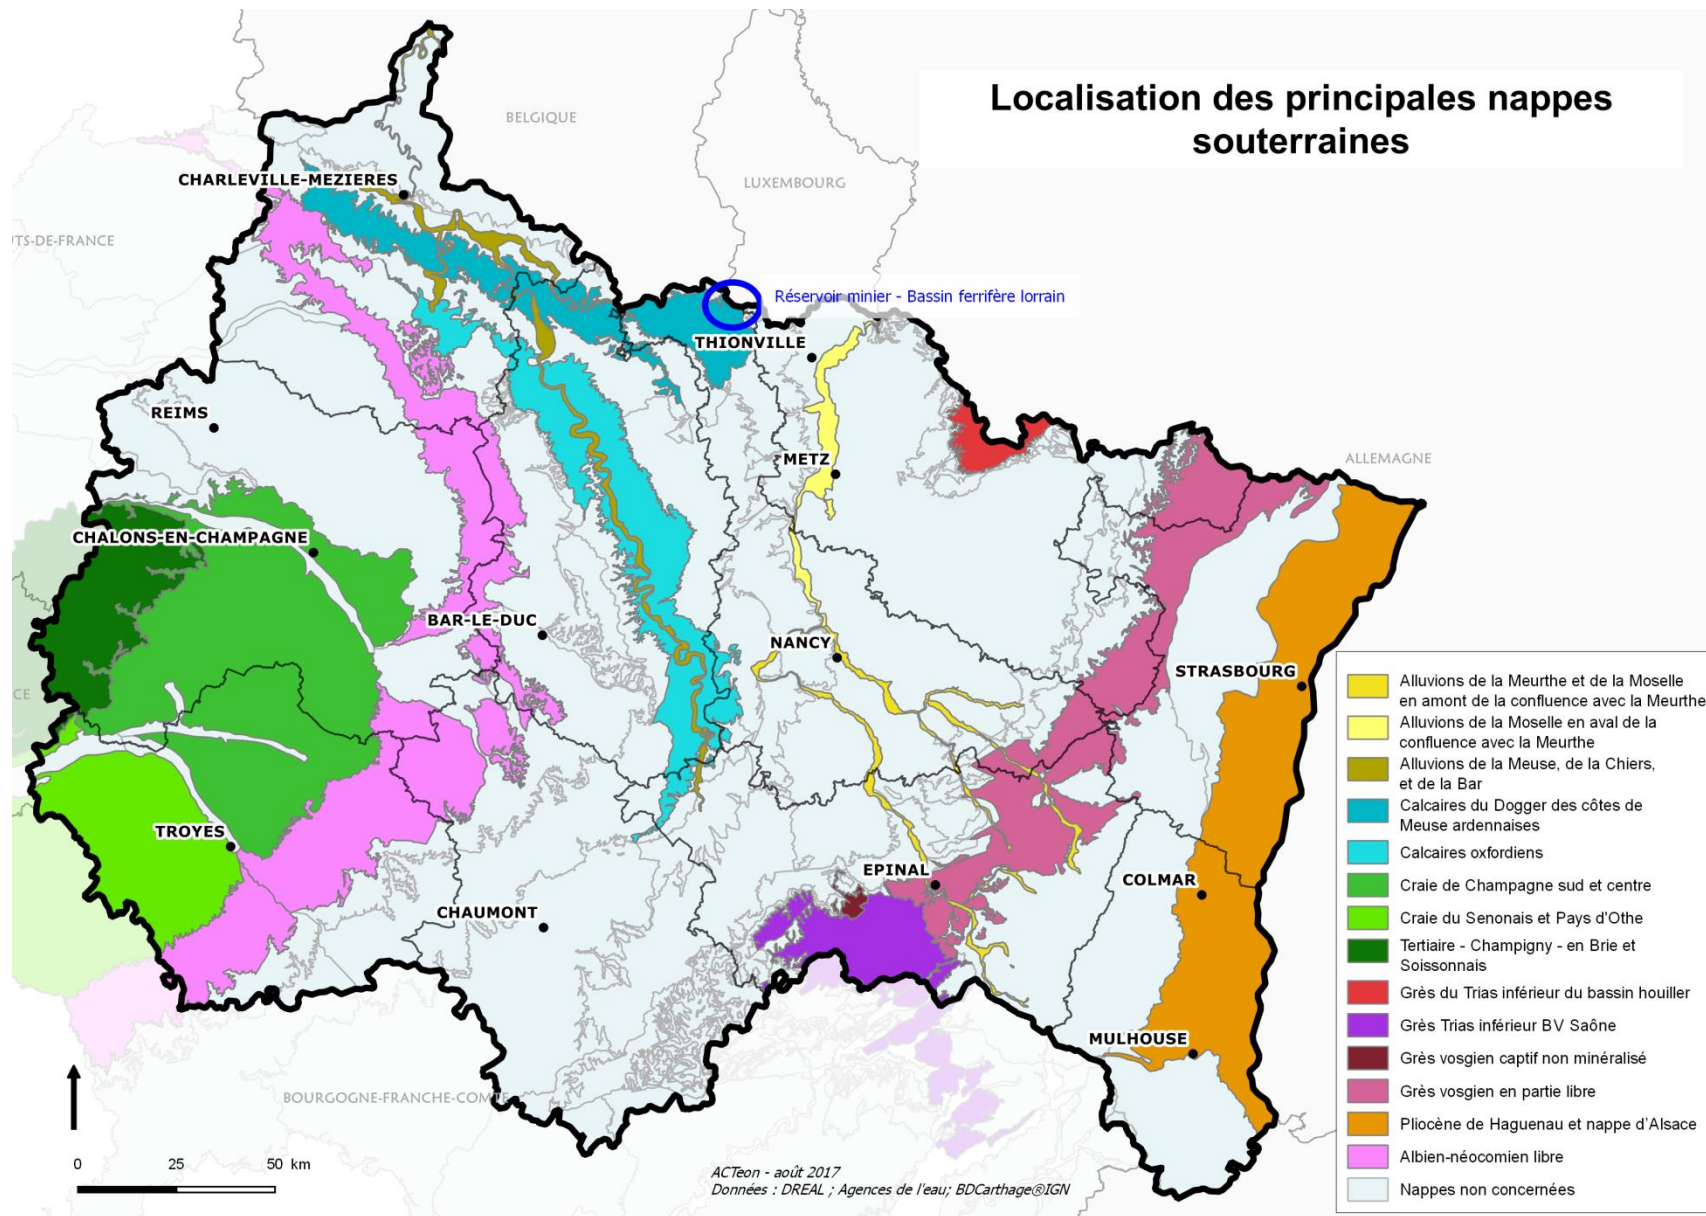 Localisation des principales nappes
souterraines
BELGIQUE
LUXEMBOURG
CHARLEVILLE-MEZIERES
TS-DE-FRANCE
Réservoir minier - Bassin ferrifère lorrain
THIONVILLE
REIMS
METZ
ALLEMAGNE
CHALONS-EN-CHAMPAGNE
BAR-LE-DUC
NANCY
STRASBOURG
CE
TROYES
EPINAL
COLMAR
CHAUMONT
MULHOUSE
BOURGOGNE-FRANCHE-COMTE
Alluvions de la Meurthe et de la Moselle
en amont de la confluence avec la Meurthe
Alluvions de la Moselle en aval de la
confluence avec la Meurthe
Alluvions de la Meuse, de la Chiers,
et de la Bar
Calcaires du Dogger des côtes de
Meuse ardennaises
Calcaires oxfordiens
Craie de Champagne sud et centre
Craie du Senonais et Pays d'Othe
Tertiaire - Champigny - en Brie et
Soissonnais
Grès du Trias inférieur du bassin houiller
Grès Trias inférieur BV Saône
Grès vosgien captif non minéralisé
Grès vosgien en partie libre
Pliocène de Haguenau et nappe d'Alsace
Albien-néocomien libre
Nappes non concernées
0 25 50 km
ACTeon - août 2017
Données : DREAL ; Agences de l'eau; BDCarthage®IGN